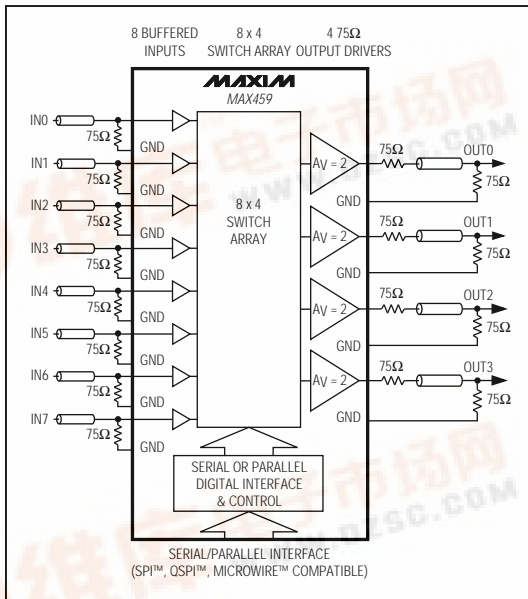 8 BUFFERED INPUTS
8 x 4 SWITCH ARRAY
4 75Ω OUTPUT DRIVERS
MAXIM
MAX459
IN0
75Ω
GND
IN1
75Ω
GND
IN2
75Ω
GND
IN3
75Ω
GND
IN4
75Ω
GND
IN5
75Ω
GND
IN6
75Ω
GND
IN7
75Ω
GND
8 x 4
SWITCH
ARRAY
AV = 2
75Ω
OUT0
75Ω
GND
AV = 2
75Ω
OUT1
75Ω
GND
AV = 2
75Ω
OUT2
75Ω
GND
AV = 2
75Ω
OUT3
75Ω
GND
SERIAL OR PARALLEL
DIGITAL INTERFACE
& CONTROL
SERIAL/PARALLEL INTERFACE
(SPI™, QSPI™, MICROWIRE™ COMPATIBLE)